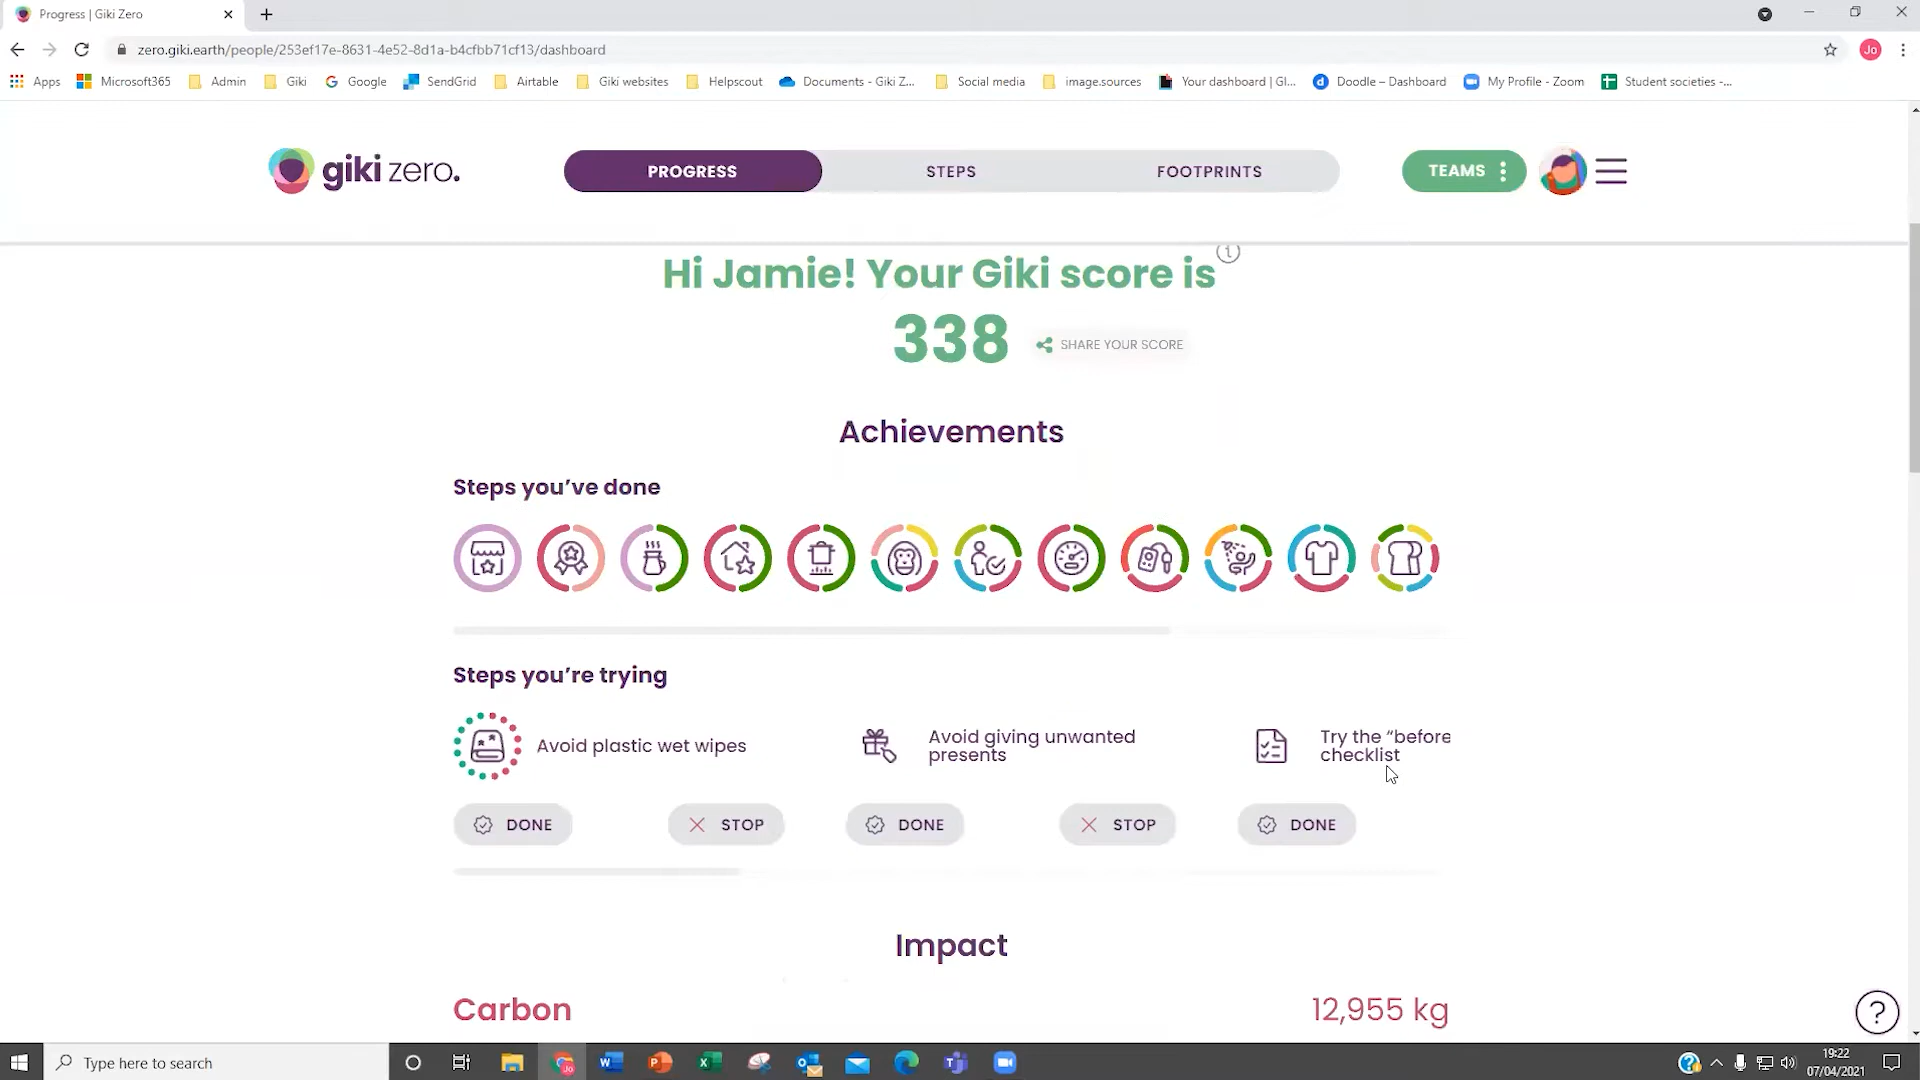 Progress | Giki Zero
zero.giki.earth/people/253ef17e-8631-4e52-8d1a-b4cfbb71cf13/dashboard
Jo
Apps Microsoft365 Admin Giki Google SendGrid Airtable Giki websites Helpscout Documents - Giki Z... Social media image.sources Your dashboard | Gl... Doodle – Dashboard My Profile - Zoom Student societies -...
giki zero.
PROGRESS STEPS FOOTPRINTS
TEAMS
Hi Jamie! Your Giki score is
338
SHARE YOUR SCORE
Achievements
Steps you've done
Steps you're trying
Avoid plastic wet wipes
Avoid giving unwanted
presents
Try the “before
checklist
DONE STOP DONE STOP DONE
Impact
Carbon 12,955 kg
?
Type here to search
19:22
07/04/2021